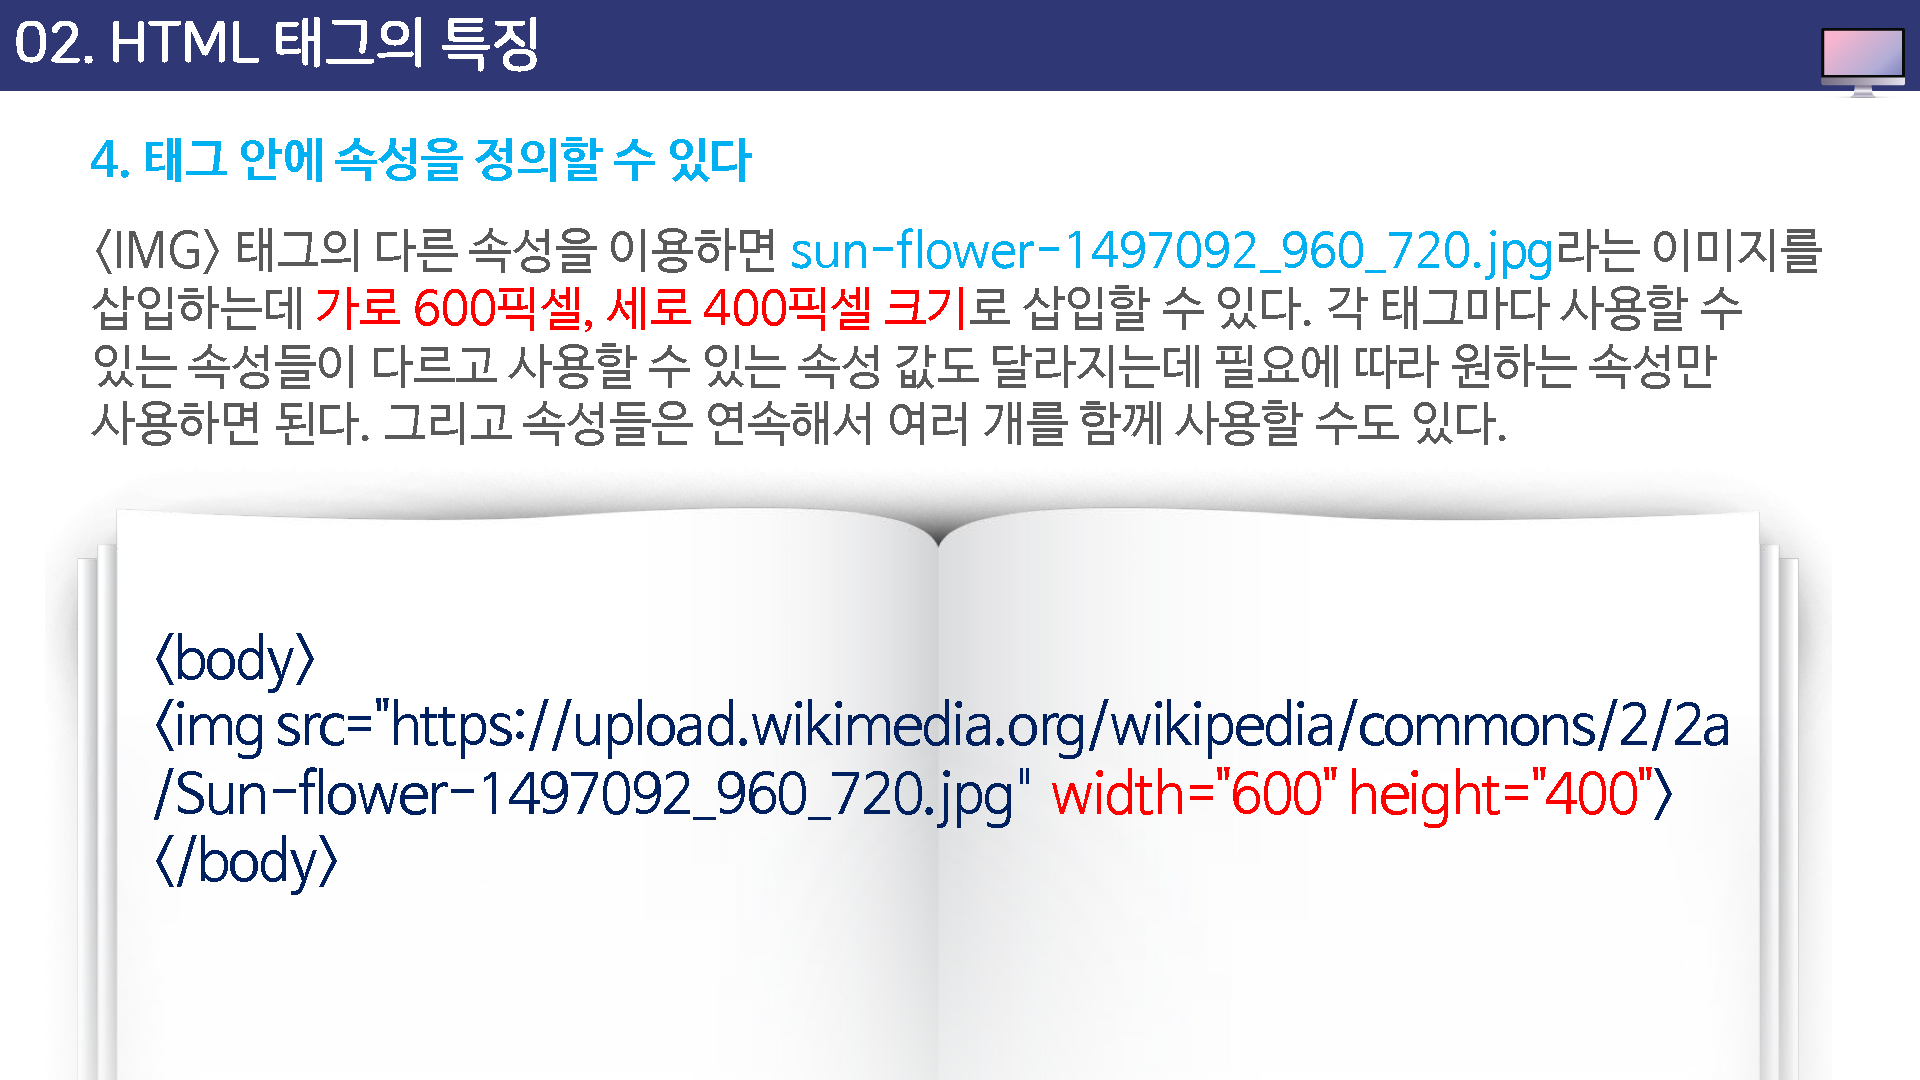 02. HTML 태그의 특징
4. 태그 안에 속성을 정의할 수 있다
<IMG> 태그의 다른 속성을 이용하면 sun-flower-1497092_960_720.jpg라는 이미지를
삽입하는데 가로 600픽셀, 세로 400픽셀 크기로 삽입할 수 있다. 각 태그마다 사용할 수
있는 속성들이 다르고 사용할 수 있는 속성 값도 달라지는데 필요에 따라 원하는 속성만
사용하면 된다. 그리고 속성들은 연속해서 여러 개를 함께 사용할 수도 있다.
<body>
<img src="https://upload.wikimedia.org/wikipedia/commons/2/2a
/Sun-flower-1497092_960_720.jpg" width="600" height="400">
</body>